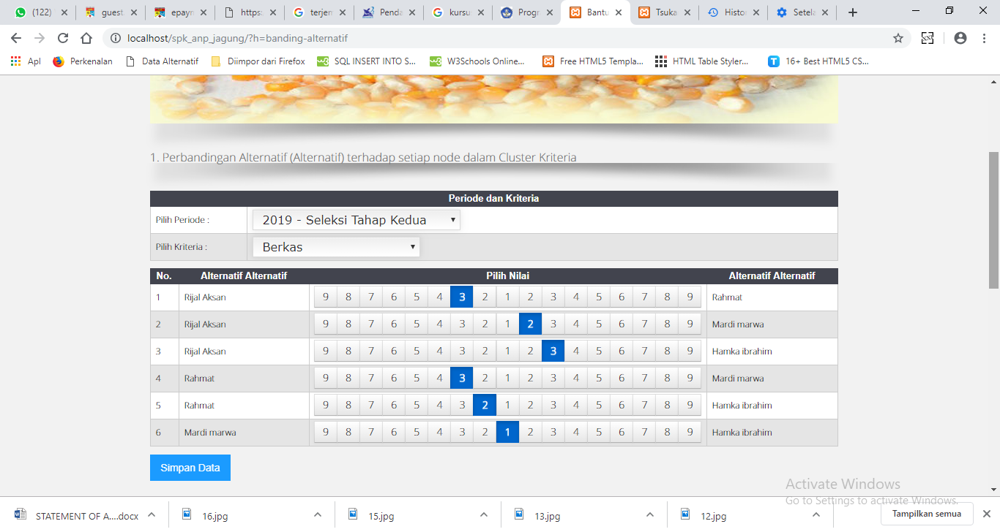 (122) guest epayr https: terjem Penda kursu Progr Bantu Tsuka Histo Setela
localhost/spk_anp_jagung/?h=banding-alternatif
Apl Perkenalan Data Alternatif Diimpor dari Firefox SQL INSERT INTO S... W3Schools Online... Free HTML5 Templa... HTML Table Styler... 16+ Best HTML5 CS...
1. Perbandingan Alternatif (Alternatif) terhadap setiap node dalam Cluster Kriteria
Periode dan Kriteria
Pilih Periode : 2019 - Seleksi Tahap Kedua
Pilih Kriteria : Berkas
No. Alternatif Alternatif Pilih Nilai Alternatif Alternatif
1 Rijal Aksan 9 8 7 6 5 4 3 2 1 2 3 4 5 6 7 8 9 Rahmat
2 Rijal Aksan 9 8 7 6 5 4 3 2 1 2 3 4 5 6 7 8 9 Mardi marwa
3 Rijal Aksan 9 8 7 6 5 4 3 2 1 2 3 4 5 6 7 8 9 Hamka ibrahim
4 Rahmat 9 8 7 6 5 4 3 2 1 2 3 4 5 6 7 8 9 Mardi marwa
5 Rahmat 9 8 7 6 5 4 3 2 1 2 3 4 5 6 7 8 9 Hamka ibrahim
6 Mardi marwa 9 8 7 6 5 4 3 2 1 2 3 4 5 6 7 8 9 Hamka ibrahim
Simpan Data
Activate Windows
Go to Settings to activate Windows.
STATEMENT OF A....docx 16.jpg 15.jpg 13.jpg 12.jpg Tampilkan semua